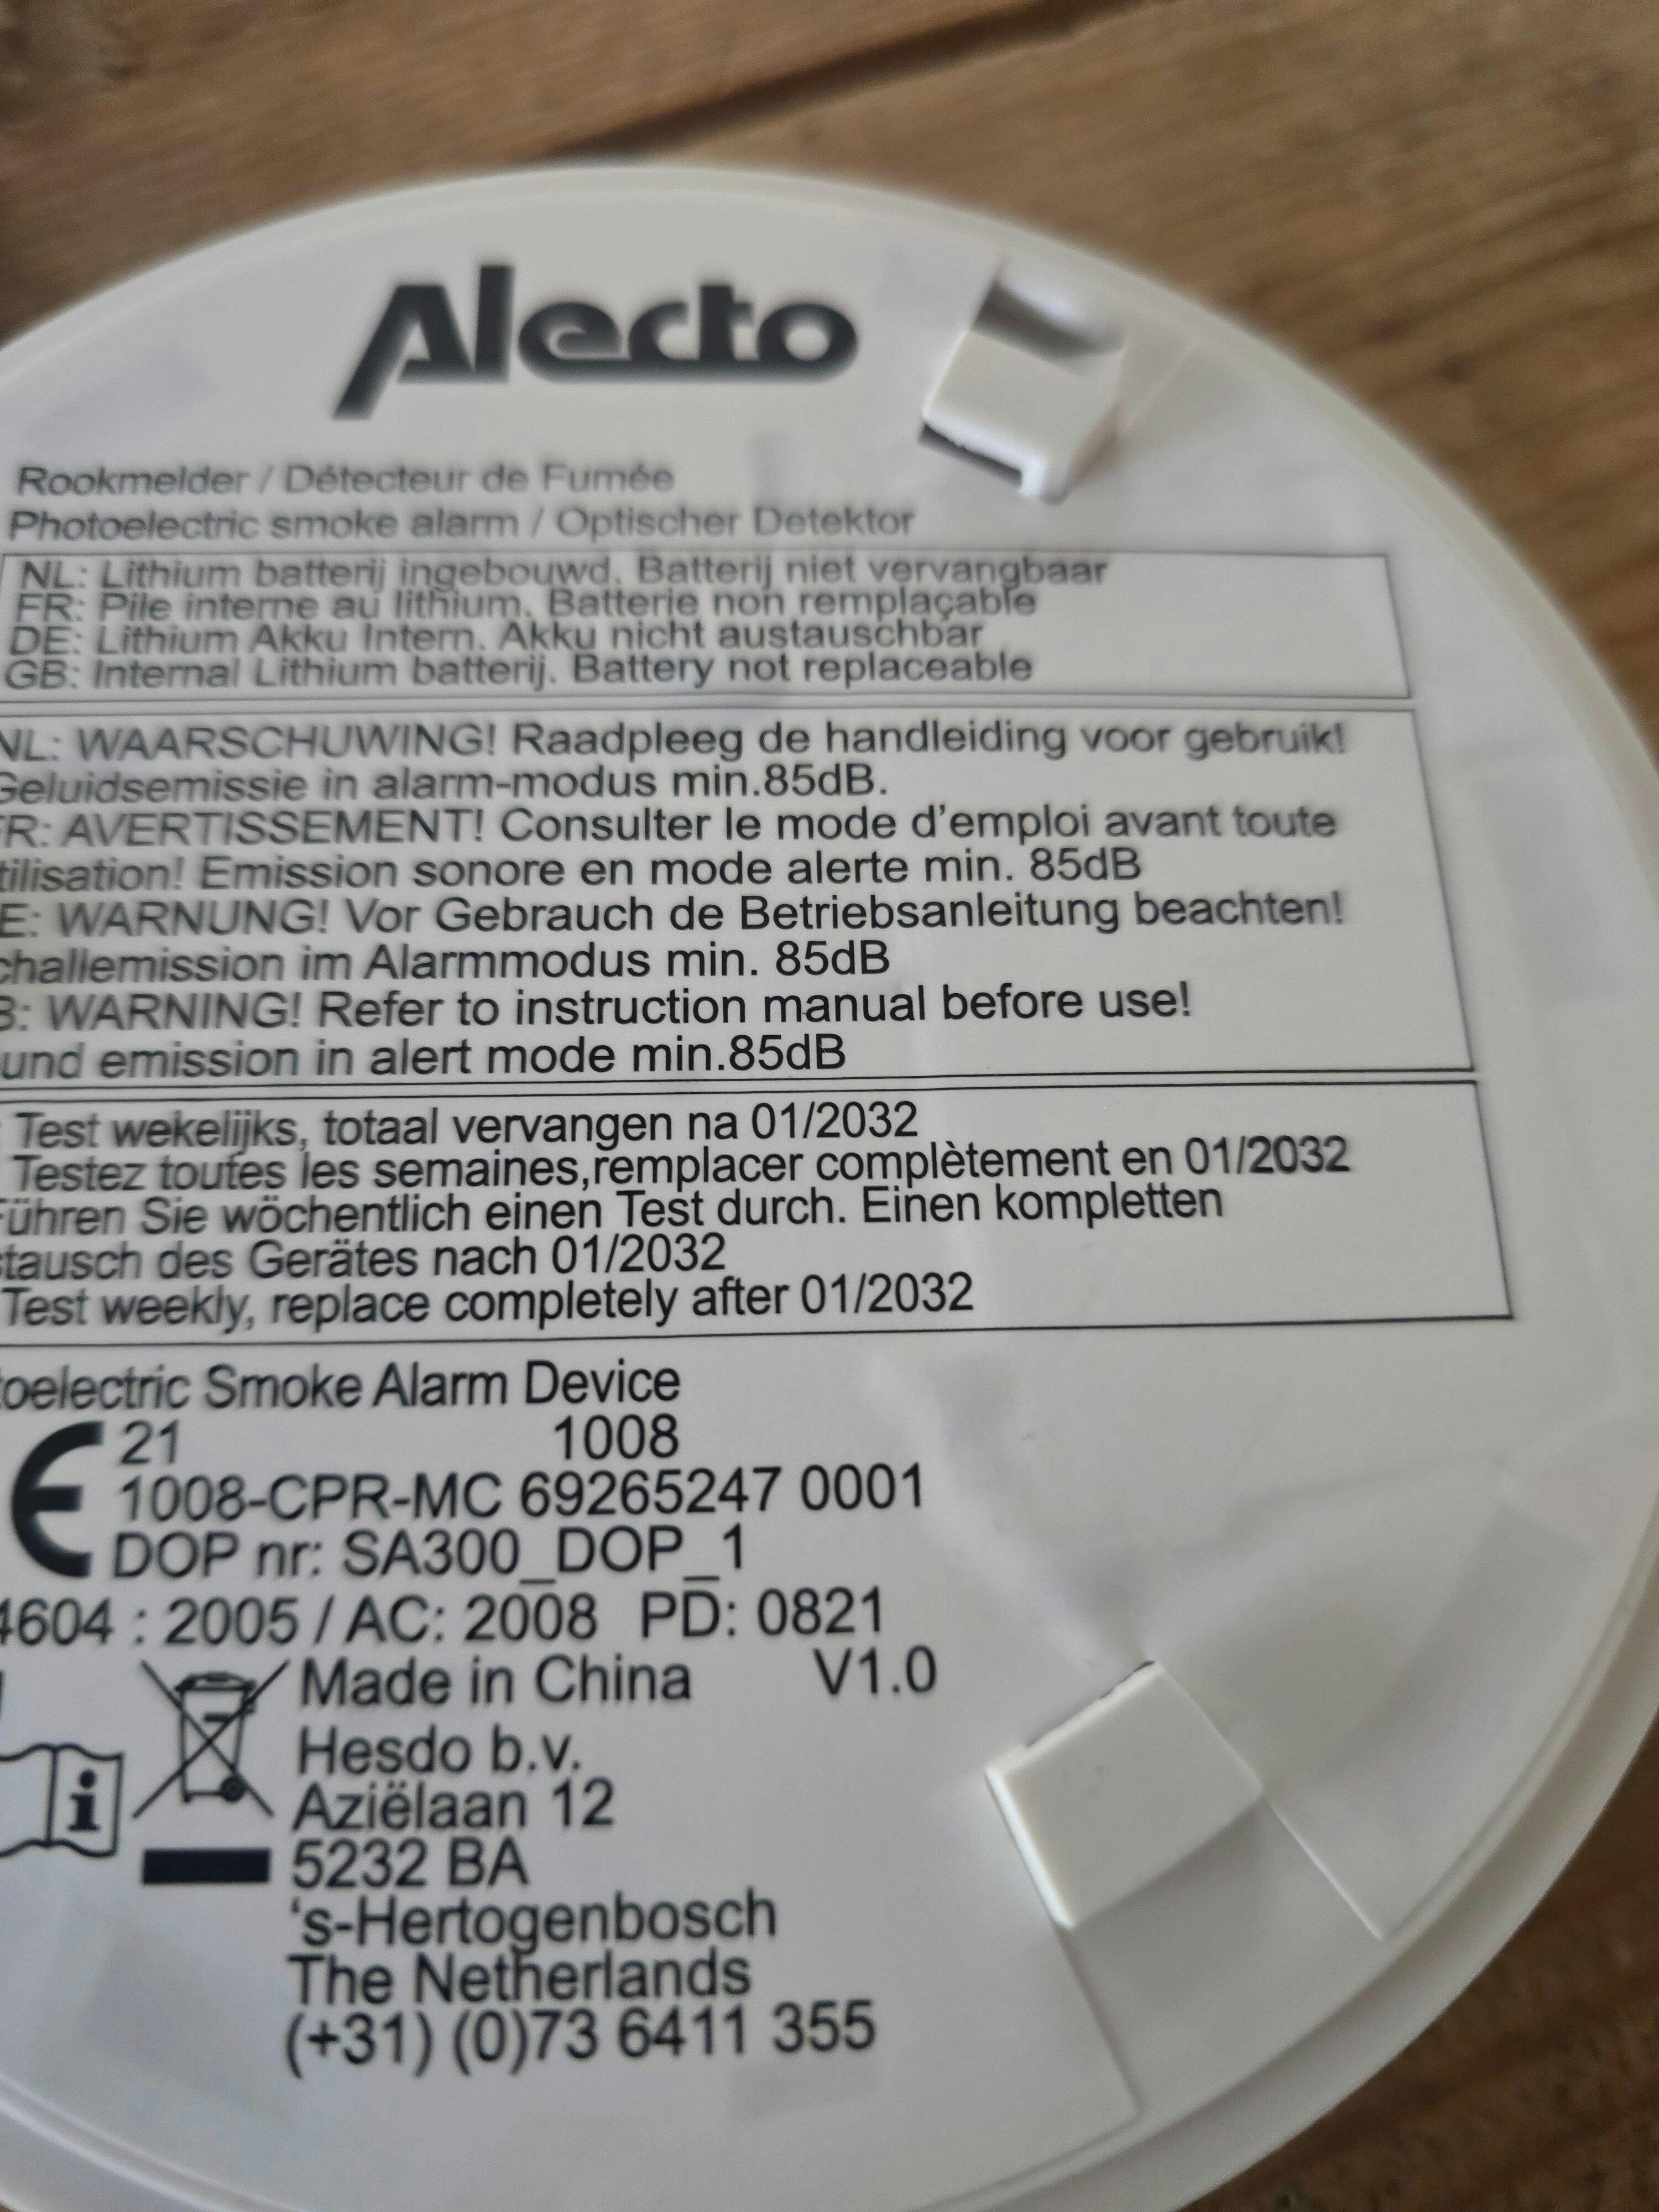 Alecto
Rookmelder / Détecteur de Fumée
Photoelectric smoke alarm / Optischer Detektor
NL: Lithium batterij ingebouwd. Batterij niet vervangbaar
FR: Pile interne au lithium. Batterie non remplaçable
DE: Lithium Akku Intern. Akku nicht austauschbar
GB: Internal Lithium batterij. Battery not replaceable
NL: WAARSCHUWING! Raadpleeg de handleiding voor gebruik!
Geluidsemissie in alarm-modus min.85dB.
FR: AVERTISSEMENT! Consulter le mode d'emploi avant toute
tilisation! Emission sonore en mode alerte min. 85dB
E: WARNUNG! Vor Gebrauch de Betriebsanleitung beachten!
challemission im Alarmmodus min. 85dB
B: WARNING! Refer to instruction manual before use!
und emission in alert mode min.85dB
Test wekelijks, totaal vervangen na 01/2032
Testez toutes les semaines,remplacer complètement en 01/2032
Führen Sie wöchentlich einen Test durch. Einen kompletten
stausch des Gerätes nach 01/2032
Test weekly, replace completely after 01/2032
toelectric Smoke Alarm Device
CE 21 1008
1008-CPR-MC 69265247 0001
DOP nr: SA300_DOP_1
4604 : 2005 / AC: 2008 PD: 0821
Made in China V1.0
Hesdo b.v.
i Aziëlaan 12
5232 BA
's-Hertogenbosch
The Netherlands
(+31) (0)73 6411 355